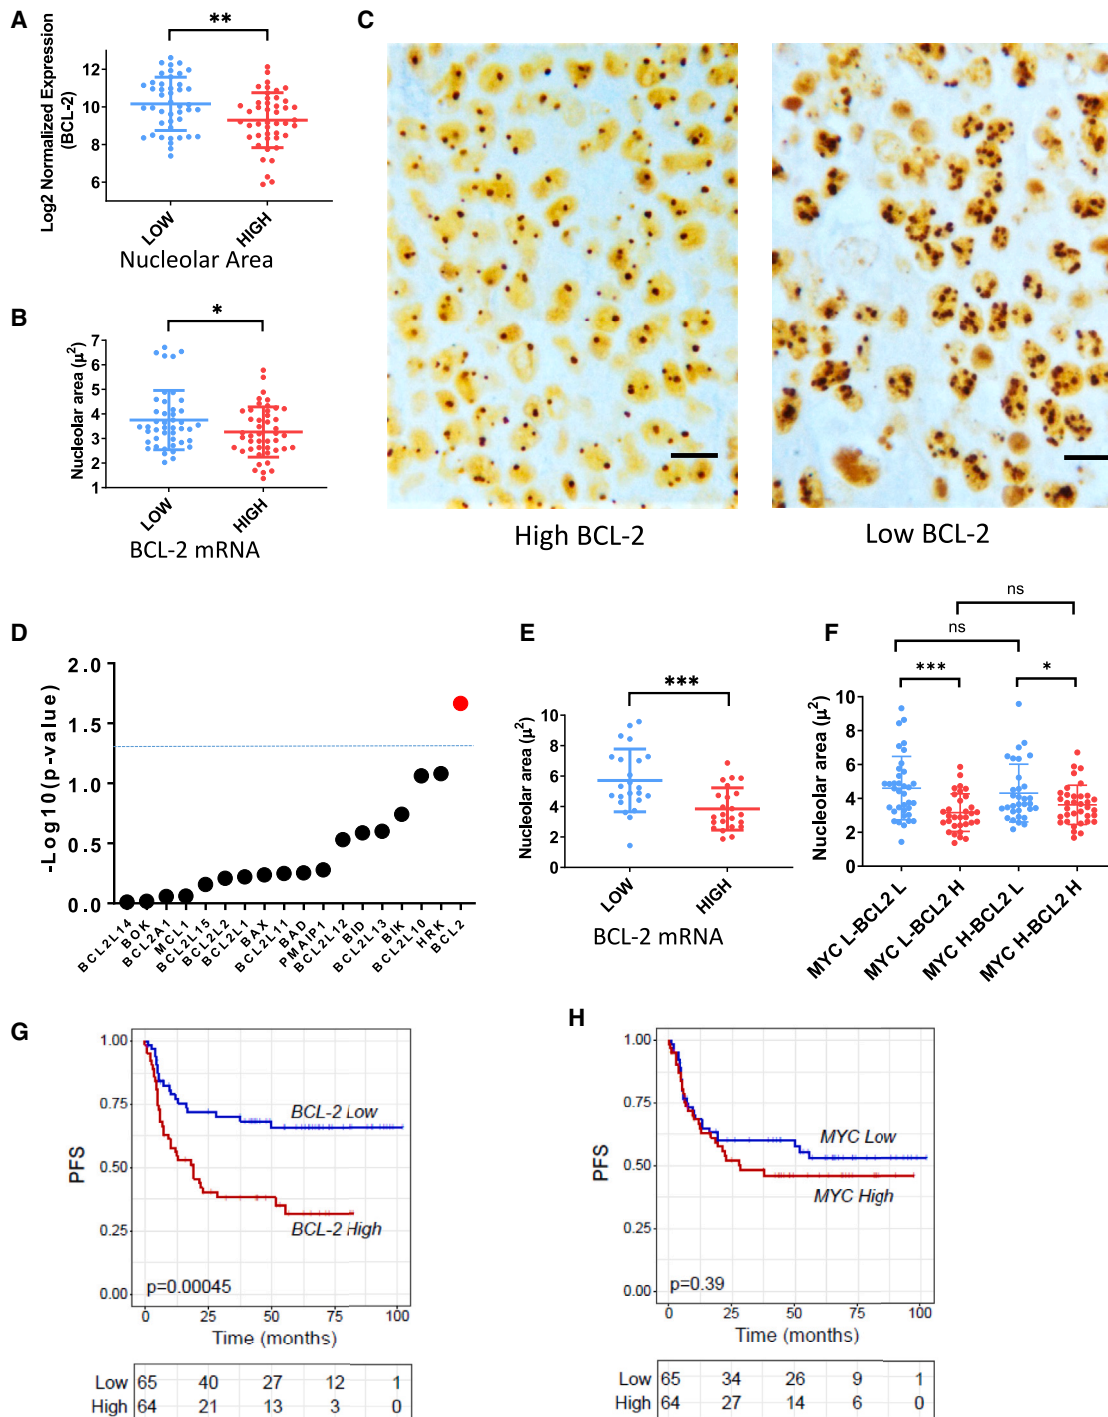 A
**
Log2 Normalized Expression
(BCL-2)
12
10
8
6
LOW
HIGH
Nucleolar Area
B
*
Nucleolar area (μ²)
7
6
5
4
3
2
1
LOW
HIGH
BCL-2 mRNA
C
High BCL-2
Low BCL-2
D
-Log10(p-value)
2.0
1.5
1.0
0.5
0.0
BCL2L14
BOK
BCL2A1
MCL1
BCL2L15
BCL2L2
BCL2L1
BAX
BCL2L11
BAD
PMAIP1
BCL2L12
BID
BCL2L13
BIK
BCL2L10
HRK
BCL2
E
***
Nucleolar area (μ²)
10
8
6
4
2
0
LOW
HIGH
BCL-2 mRNA
F
ns
ns
***
*
Nucleolar area (μ²)
10
8
6
4
2
0
MYC L-BCL2 L
MYC L-BCL2 H
MYC H-BCL2 L
MYC H-BCL2 H
G
PFS
1.00
0.75
0.50
0.25
0.00
BCL-2 Low
BCL-2 High
p=0.00045
0 25 50 75 100
Time (months)
Low 65 40 27 12 1
High 64 21 13 3 0
H
PFS
1.00
0.75
0.50
0.25
0.00
MYC Low
MYC High
p=0.39
0 25 50 75 100
Time (months)
Low 65 34 26 9 1
High 64 27 14 6 0